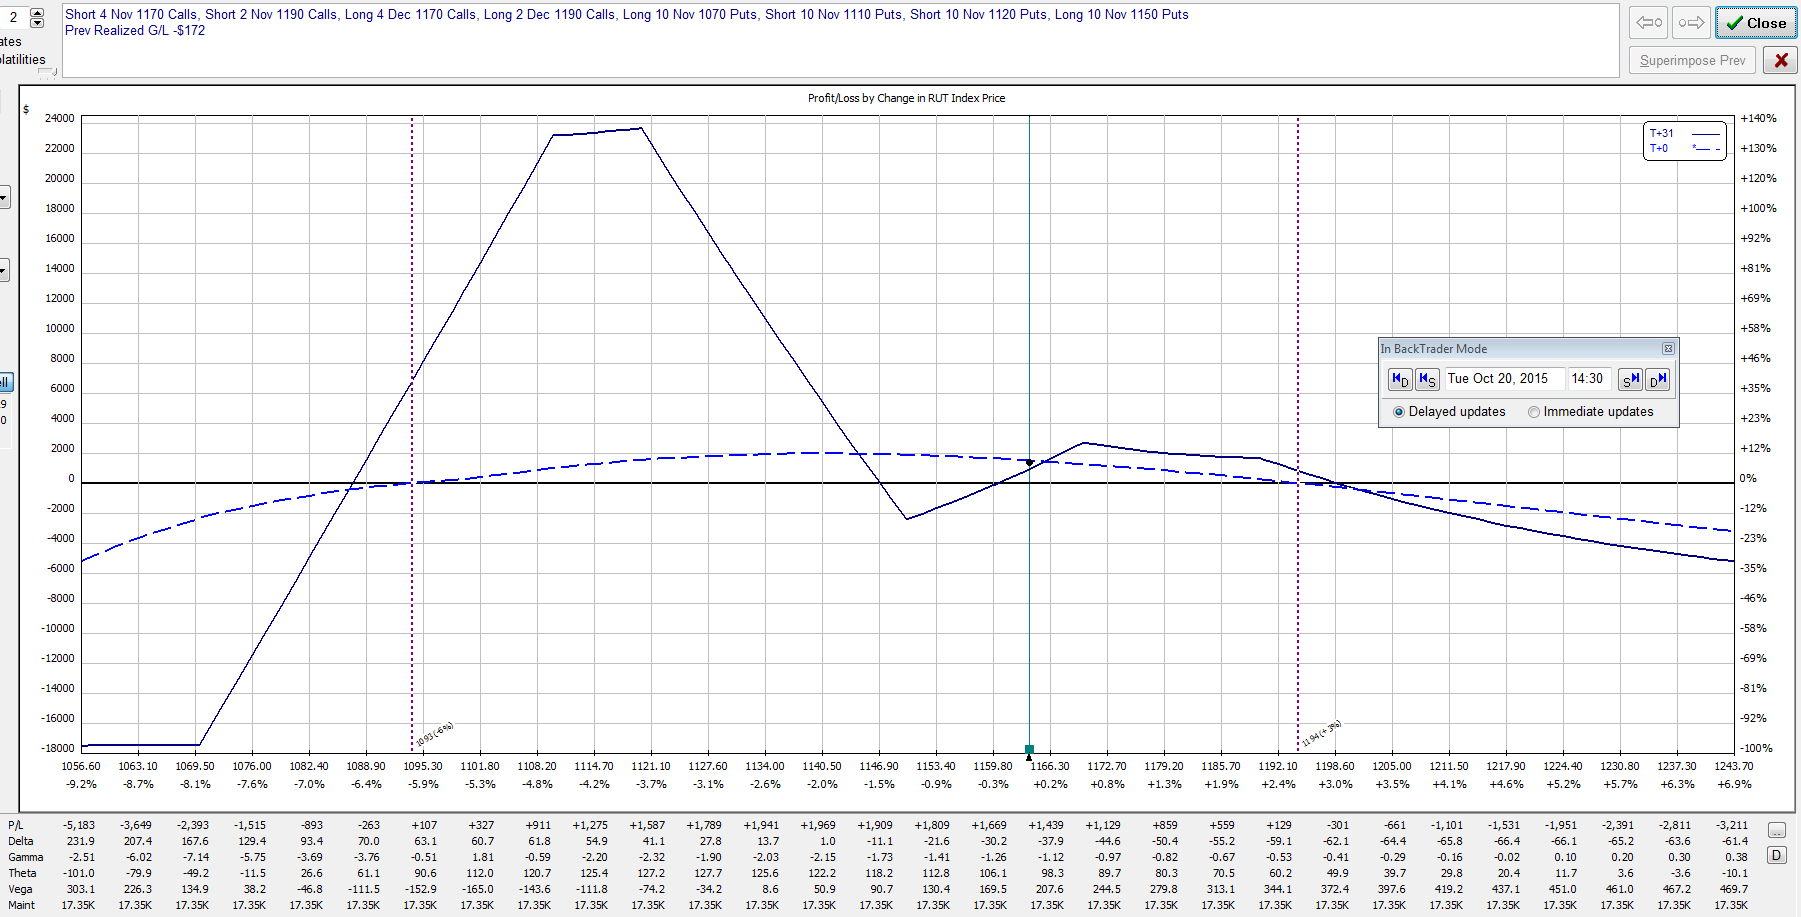 2
Short 4 Nov 1170 Calls, Short 2 Nov 1190 Calls, Long 4 Dec 1170 Calls, Long 2 Dec 1190 Calls, Long 10 Nov 1070 Puts, Short 10 Nov 1110 Puts, Short 10 Nov 1120 Puts, Long 10 Nov 1150 Puts
Prev Realized G/L -$172
Close
ates
olatilities
Superimpose Prev
Profit/Loss by Change in RUT Index Price
$
24000 +140%
22000 +130%
20000 +120%
18000 +100%
16000 +92%
14000 +81%
12000 +69%
10000 +58%
8000 +46%
6000 +35%
4000 +23%
2000 +12%
0 0%
-2000 -12%
-4000 -23%
-6000 -35%
-8000 -46%
-10000 -58%
-12000 -69%
-14000 -81%
-16000 -92%
-18000 -100%
T+31
T+0
In BackTrader Mode
D S Tue Oct 20, 2015 14:30 S D
Delayed updates Immediate updates
ell
.9
0
1093 (-6%)
1194 (+3%)
1056.60 1063.10 1069.50 1076.00 1082.40 1088.90 1095.30 1101.80 1108.20 1114.70 1121.10 1127.60 1134.00 1140.50 1146.90 1153.40 1159.80 1166.30 1172.70 1179.20 1185.70 1192.10 1198.60 1205.00 1211.50 1217.90 1224.40 1230.80 1237.30 1243.70
-9.2% -8.7% -8.1% -7.6% -7.0% -6.4% -5.9% -5.3% -4.8% -4.2% -3.7% -3.1% -2.6% -2.0% -1.5% -0.9% -0.3% +0.2% +0.8% +1.3% +1.9% +2.4% +3.0% +3.5% +4.1% +4.7% +5.2% +5.8% +6.3% +6.9%
P/L -5,183 -3,649 -2,393 -1,515 -893 -263 +107 +327 +911 +1,275 +1,587 +1,789 +1,941 +1,969 +1,909 +1,809 +1,669 +1,439 +1,129 +859 +559 +129 -301 -661 -1,101 -1,531 -1,951 -2,391 -2,811 -3,211
Delta 231.9 207.4 167.6 129.4 93.4 70.0 63.1 60.7 61.8 54.9 41.1 27.8 13.7 1.0 -11.1 -21.6 -30.2 -37.9 -44.6 -50.4 -55.2 -59.1 -62.1 -64.4 -65.8 -66.4 -66.1 -65.2 -63.6 -61.4
Gamma -2.51 -6.02 -7.14 -5.75 -3.69 -3.76 -0.51 1.81 -0.59 -2.20 -2.32 -1.90 -2.03 -2.15 -1.73 -1.41 -1.26 -1.12 -0.97 -0.82 -0.67 -0.53 -0.41 -0.29 -0.16 -0.02 0.10 0.20 0.30 0.38
Theta -101.0 -79.9 -49.2 -11.5 26.6 61.1 90.6 112.0 120.7 125.4 127.2 127.7 125.6 122.2 118.2 112.8 106.1 98.3 89.7 80.3 70.5 60.2 49.9 39.7 29.8 20.4 11.7 3.6 -3.6 -10.1
Vega 303.1 226.3 134.9 38.2 -46.8 -111.5 -152.9 -165.0 -143.6 -111.8 -74.2 -34.2 8.6 50.9 90.7 130.4 169.5 207.6 244.5 279.8 313.1 344.1 372.4 397.6 419.2 437.1 451.0 461.0 467.2 469.7
Maint 17.35K 17.35K 17.35K 17.35K 17.35K 17.35K 17.35K 17.35K 17.35K 17.35K 17.35K 17.35K 17.35K 17.35K 17.35K 17.35K 17.35K 17.35K 17.35K 17.35K 17.35K 17.35K 17.35K 17.35K 17.35K 17.35K 17.35K 17.35K 17.35K 17.35K
...
D